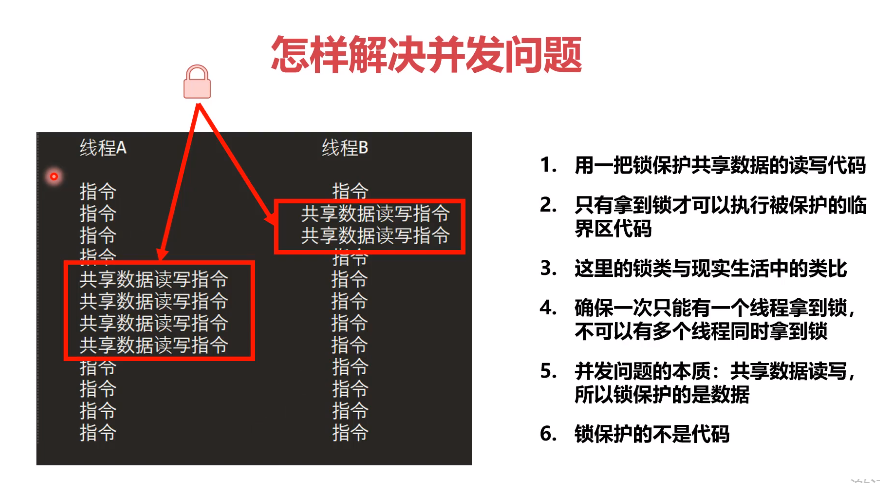 怎样解决并发问题
线程A 线程B
指令 指令
指令 共享数据读写指令
指令 共享数据读写指令
指令 指令
共享数据读写指令 指令
共享数据读写指令 指令
共享数据读写指令 指令
共享数据读写指令 指令
指令 指令
指令 指令
指令 指令
指令 指令
1. 用一把锁保护共享数据的读写代码
2. 只有拿到锁才可以执行被保护的临
界区代码
3. 这里的锁类与现实生活中的类比
4. 确保一次只能有一个线程拿到锁，
不可以有多个线程同时拿到锁
5. 并发问题的本质：共享数据读写，
所以锁保护的是数据
6. 锁保护的不是代码